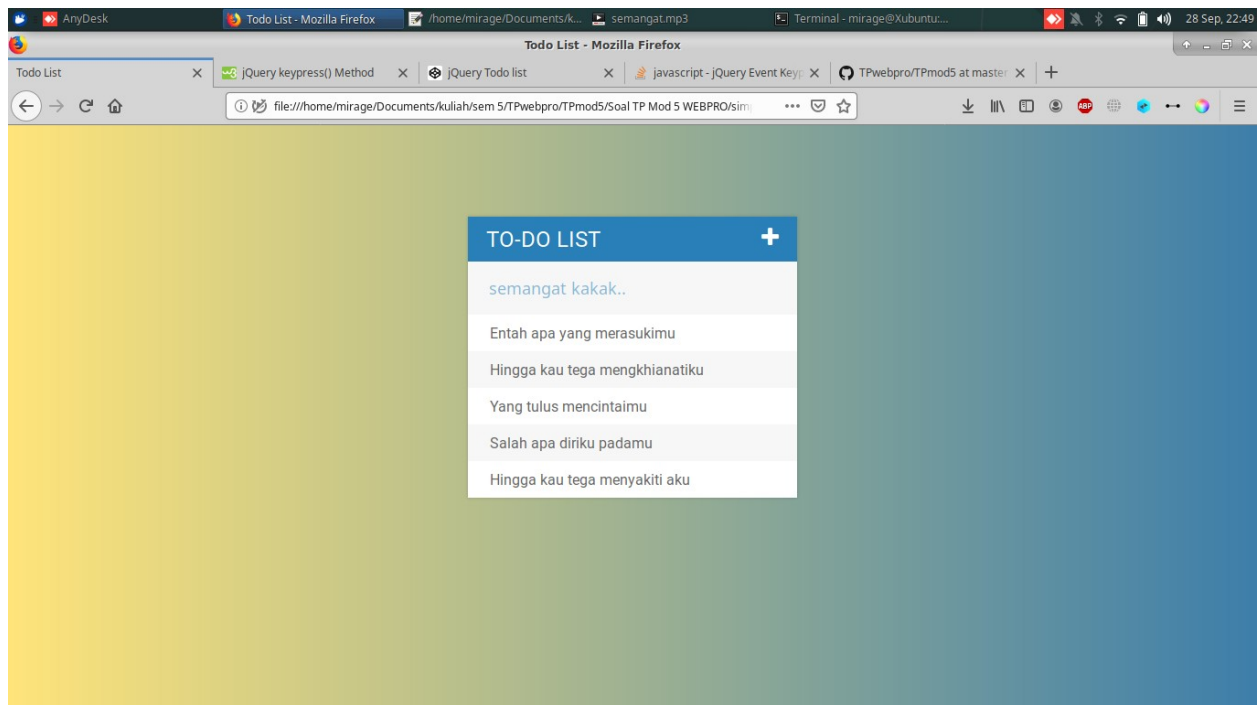 AnyDesk
Todo List - Mozilla Firefox
/home/mirage/Documents/k...
semangat.mp3
Terminal - mirage@Xubuntu:...
28 Sep, 22:49
Todo List - Mozilla Firefox
Todo List
jQuery keypress() Method
jQuery Todo list
javascript - jQuery Event Keyp
TPwebpro/TPmod5 at master
file:///home/mirage/Documents/kuliah/sem 5/TPwebpro/TPmod5/Soal TP Mod 5 WEBPRO/sim
ABP
TO-DO LIST
semangat kakak..
Entah apa yang merasukimu
Hingga kau tega mengkhianatiku
Yang tulus mencintaimu
Salah apa diriku padamu
Hingga kau tega menyakiti aku